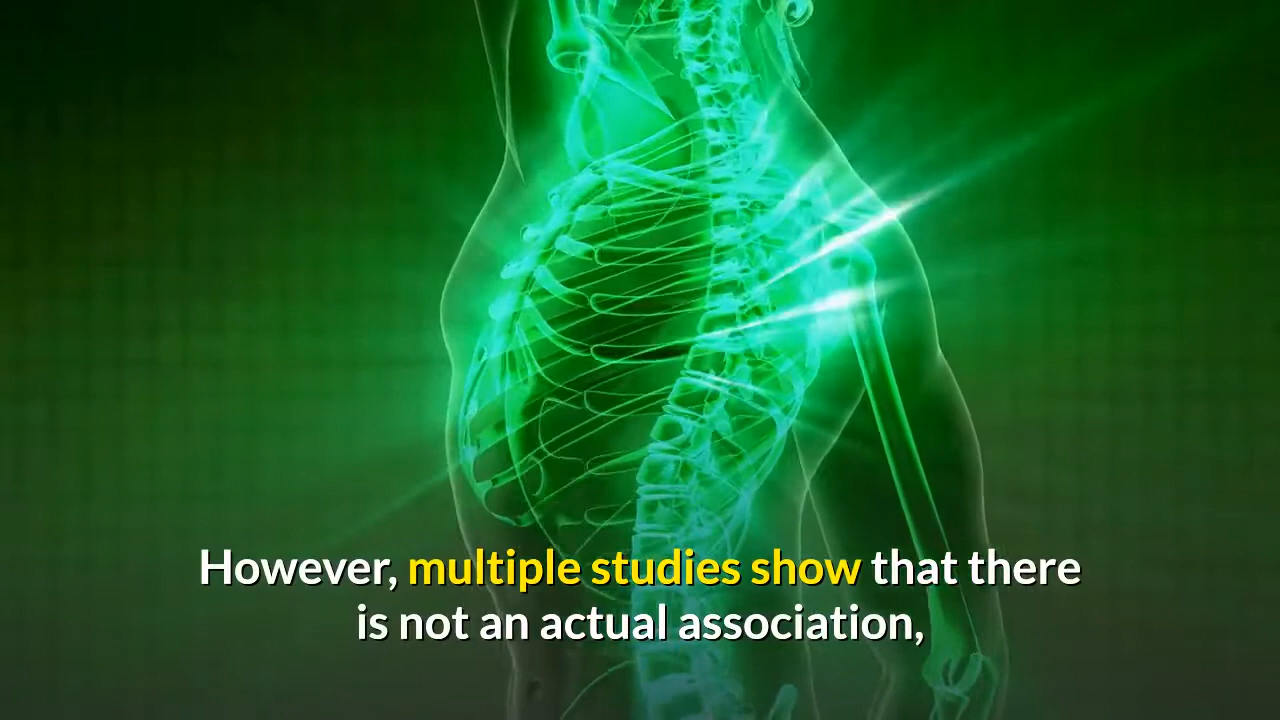 However, multiple studies show that there
is not an actual association,